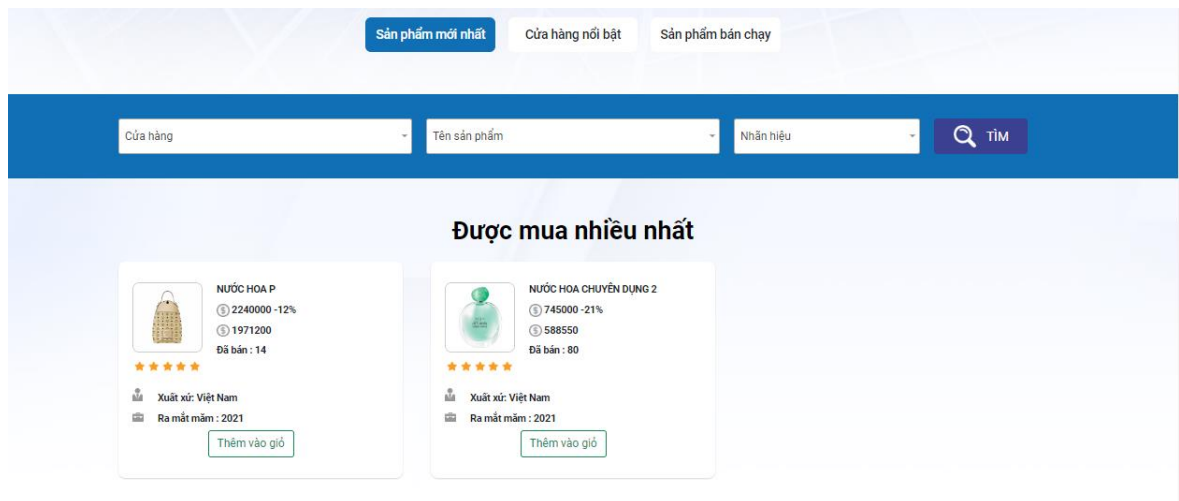 Sản phẩm mới nhất Cửa hàng nổi bật Sản phẩm bán chạy
Cửa hàng Tên sản phẩm Nhãn hiệu TÌM
Được mua nhiều nhất
NƯỚC HOA P
2240000 -12%
1971200
Đã bán : 14
Xuất xứ: Việt Nam
Ra mắt măm : 2021
Thêm vào giỏ
NƯỚC HOA CHUYÊN DỤNG 2
745000 -21%
588550
Đã bán : 80
Xuất xứ: Việt Nam
Ra mắt măm : 2021
Thêm vào giỏ